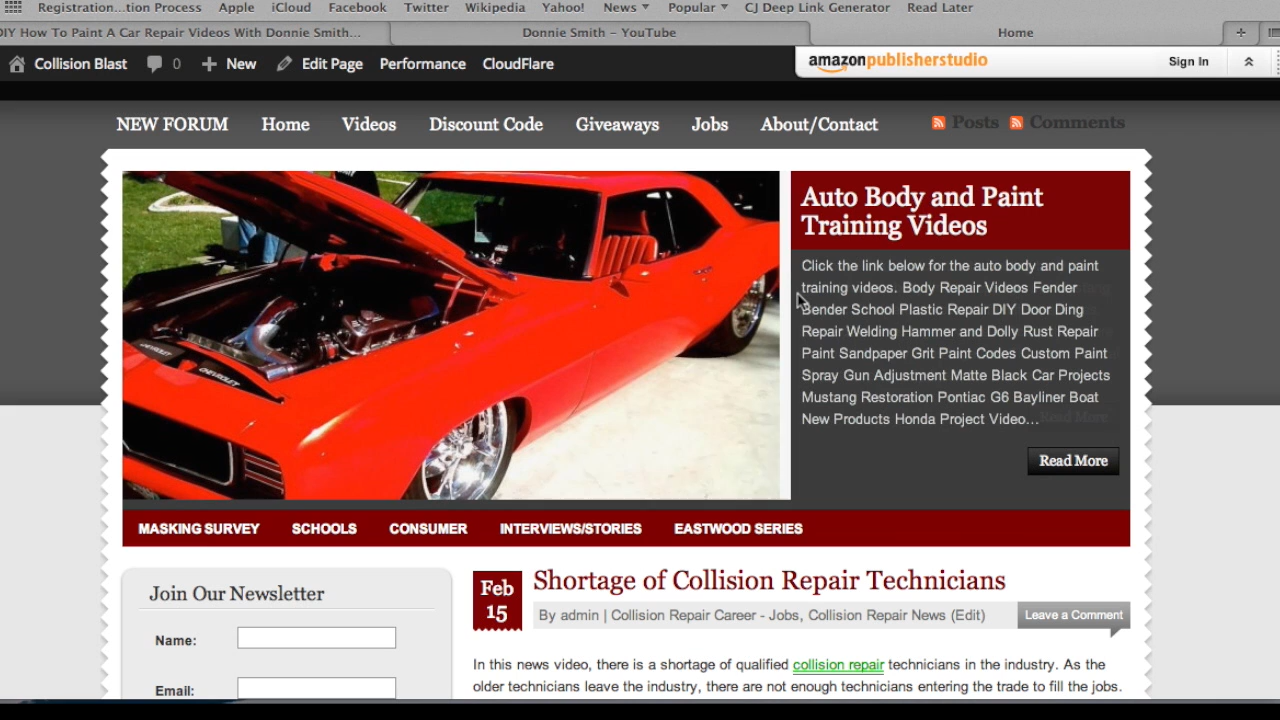 Registration...tion Process Apple iCloud Facebook Twitter Wikipedia Yahoo! News Popular CJ Deep Link Generator Read Later
DIY How To Paint A Car Repair Videos With Donnie Smith... Donnie Smith – YouTube Home
Collision Blast 0 New Edit Page Performance CloudFlare amazonpublisherstudio Sign In
NEW FORUM Home Videos Discount Code Giveaways Jobs About/Contact Posts Comments
Auto Body and Paint
Training Videos
Click the link below for the auto body and paint
training videos. Body Repair Videos Fender
Bender School Plastic Repair DIY Door Ding
Repair Welding Hammer and Dolly Rust Repair
Paint Sandpaper Grit Paint Codes Custom Paint
Spray Gun Adjustment Matte Black Car Projects
Mustang Restoration Pontiac G6 Bayliner Boat
New Products Honda Project Video... Read More
Read More
CHEVROLET
MASKING SURVEY SCHOOLS CONSUMER INTERVIEWS/STORIES EASTWOOD SERIES
Join Our Newsletter
Name:
Email:
Feb
15
Shortage of Collision Repair Technicians
By admin | Collision Repair Career - Jobs, Collision Repair News (Edit) Leave a Comment
In this news video, there is a shortage of qualified collision repair technicians in the industry. As the
older technicians leave the industry, there are not enough technicians entering the trade to fill the jobs.